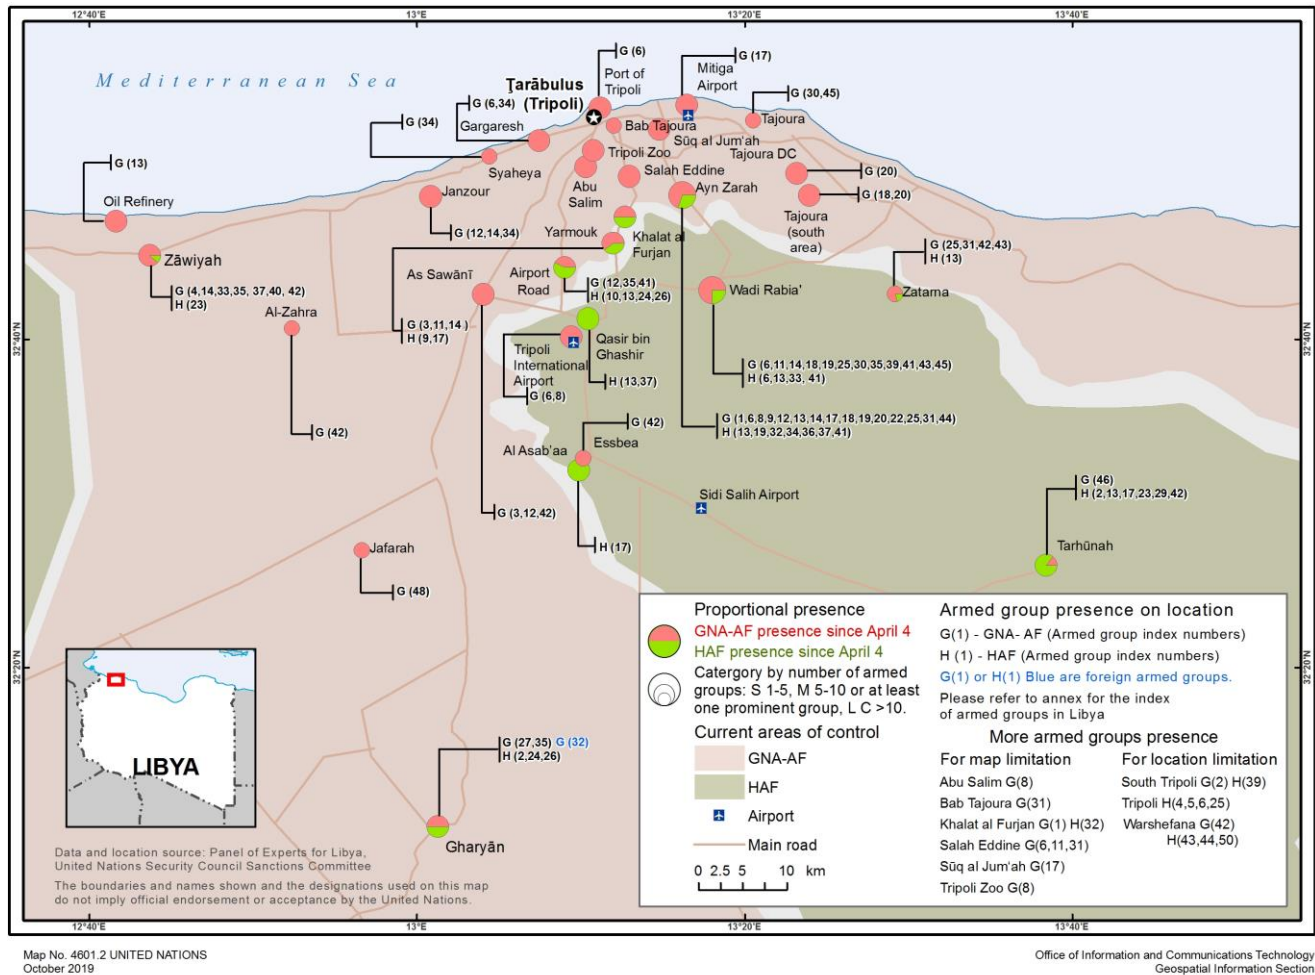 12°40'E
13°E
13°20'E
13°40'E
Mediterranean Sea
Ţarābulus
(Tripoli)
Port of
Tripoli
G (6)
Mitiga
Airport
G (17)
G (30,45)
Tajoura
G (6,34)
Gargaresh
G (34)
Syaheya
Bab Tajoura
Sūq al Jum'ah
Tripoli Zoo
Tajoura DC
G (20)
Abu
Salim
Salah Eddine
Ayn Zarah
G (18,20)
Tajoura
(south
area)
G (13)
Oil Refinery
Janzour
G (12,14,34)
Yarmouk
Khalat al
Furjan
G (25,31,42,43)
H (13)
Zatarna
Zāwiyah
G (4,14,33,35, 37,40, 42)
H (23)
As Sawānī
Airport
Road
G (12,35,41)
H (10,13,24,26)
Wadi Rabia'
Al-Zahra
G (3,11,14 )
H (9,17)
Qasir bin
Ghashir
Tripoli
International
Airport
G (6,8)
H (13,37)
G (6,11,14,18,19,25,30,35,39,41,43,45)
H (6,13,33, 41)
G (42)
G (42)
Essbea
G (1,6,8,9,12,13,14,17,18,19,20,22,25,31,44)
H (13,19,32,34,36,37,41)
Al Asab'aa
Sidi Salih Airport
G (46)
H (2,13,17,23,29,42)
Tarhūnah
G (3,12,42)
H (17)
Jafarah
G (48)
G (27,35) G (32)
H (2,24,26)
Gharyān
32°40'N
32°40'N
32°20'N
32°20'N
LIBYA
Data and location source: Panel of Experts for Libya,
United Nations Security Council Sanctions Committee
The boundaries and names shown and the designations used on this map
do not imply official endorsement or acceptance by the United Nations.
Proportional presence
GNA-AF presence since April 4
HAF presence since April 4
Catergory by number of armed
groups: S 1-5, M 5-10 or at least
one prominent group, L C >10.
Current areas of control
GNA-AF
HAF
Airport
Main road
0 2.5 5 10 km
Armed group presence on location
G(1) - GNA- AF (Armed group index numbers)
H (1) - HAF (Armed group index numbers)
G(1) or H(1) Blue are foreign armed groups.
Please refer to annex for the index
of armed groups in Libya
More armed groups presence
For map limitation
Abu Salim G(8)
Bab Tajoura G(31)
Khalat al Furjan G(1) H(32)
Salah Eddine G(6,11,31)
Sūq al Jum'ah G(17)
Tripoli Zoo G(8)
For location limitation
South Tripoli G(2) H(39)
Tripoli H(4,5,6,25)
Warshefana G(42)
H(43,44,50)
12°40'E
13°E
13°20'E
13°40'E
Map No. 4601.2 UNITED NATIONS
October 2019
Office of Information and Communications Technology
Geospatial Information Section